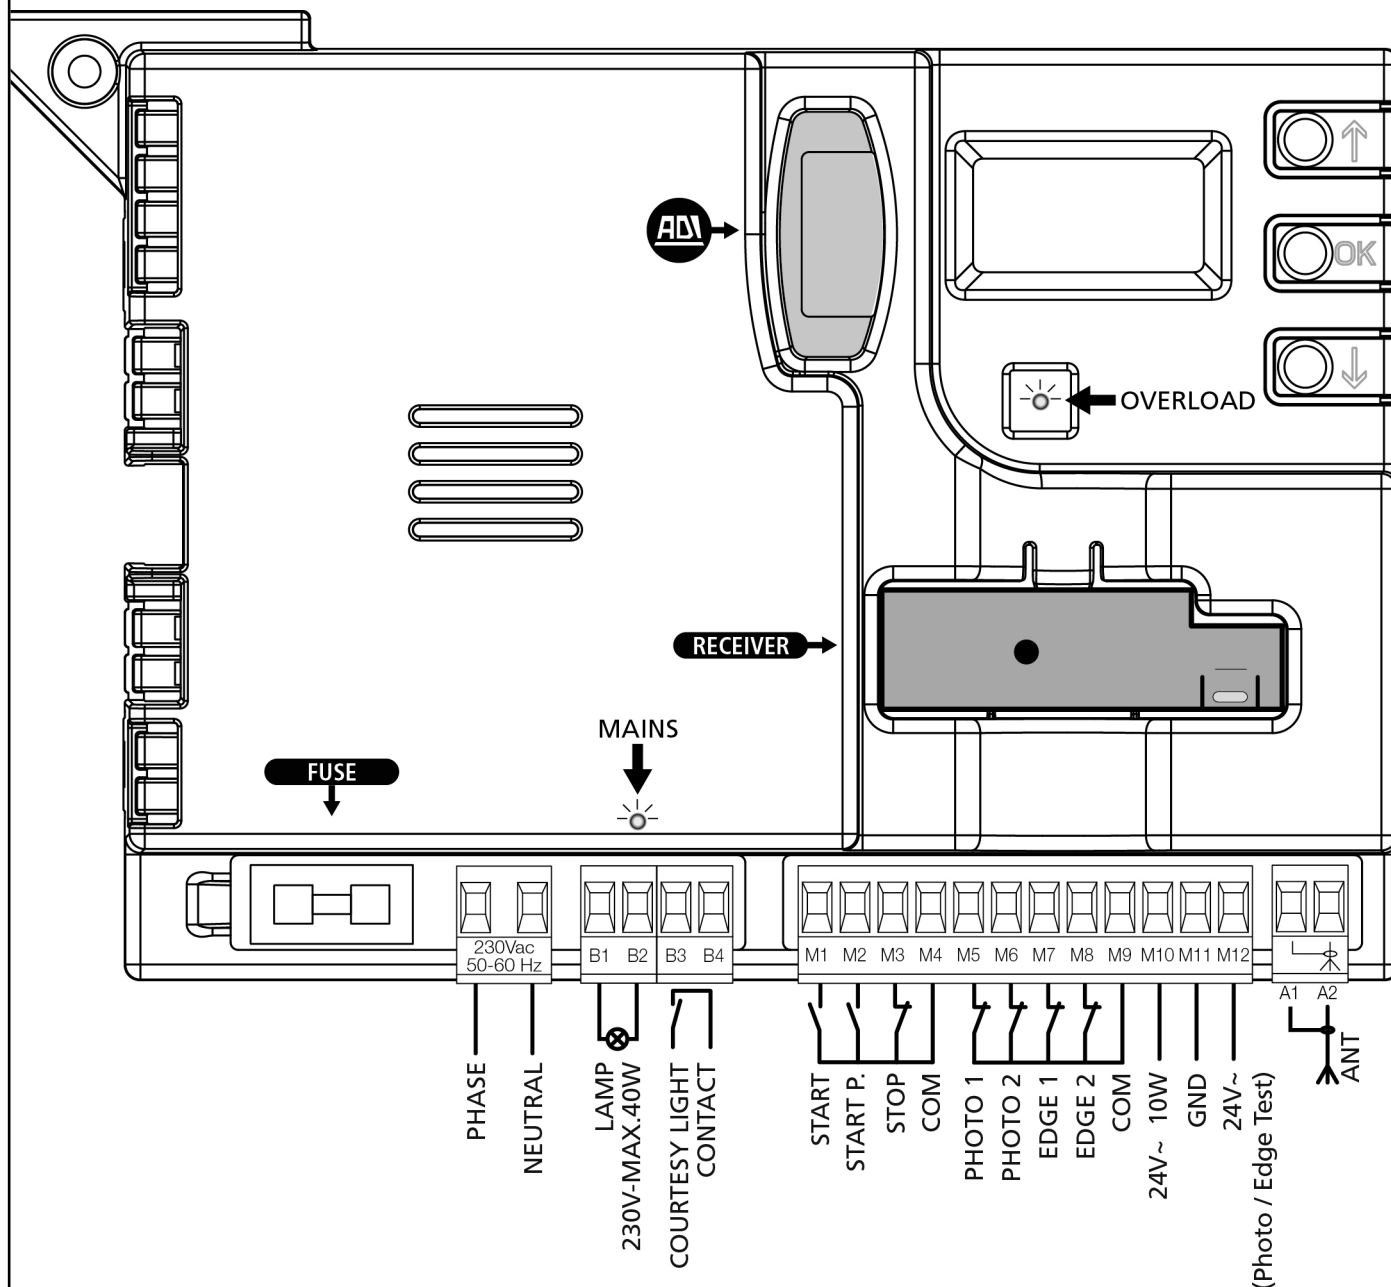 ADI
OK
OVERLOAD
RECEIVER
MAINS
FUSE
230Vac
50-60 Hz
B1 B2 B3 B4
M1 M2 M3 M4 M5 M6 M7 M8 M9 M10 M11 M12
A1 A2
PHASE
NEUTRAL
LAMP
230V-MAX.40W
COURTESY LIGHT
CONTACT
START
START P.
STOP
COM
PHOTO 1
PHOTO 2
EDGE 1
EDGE 2
COM
24V~ 10W
GND
24V~
(Photo / Edge Test)
ANT